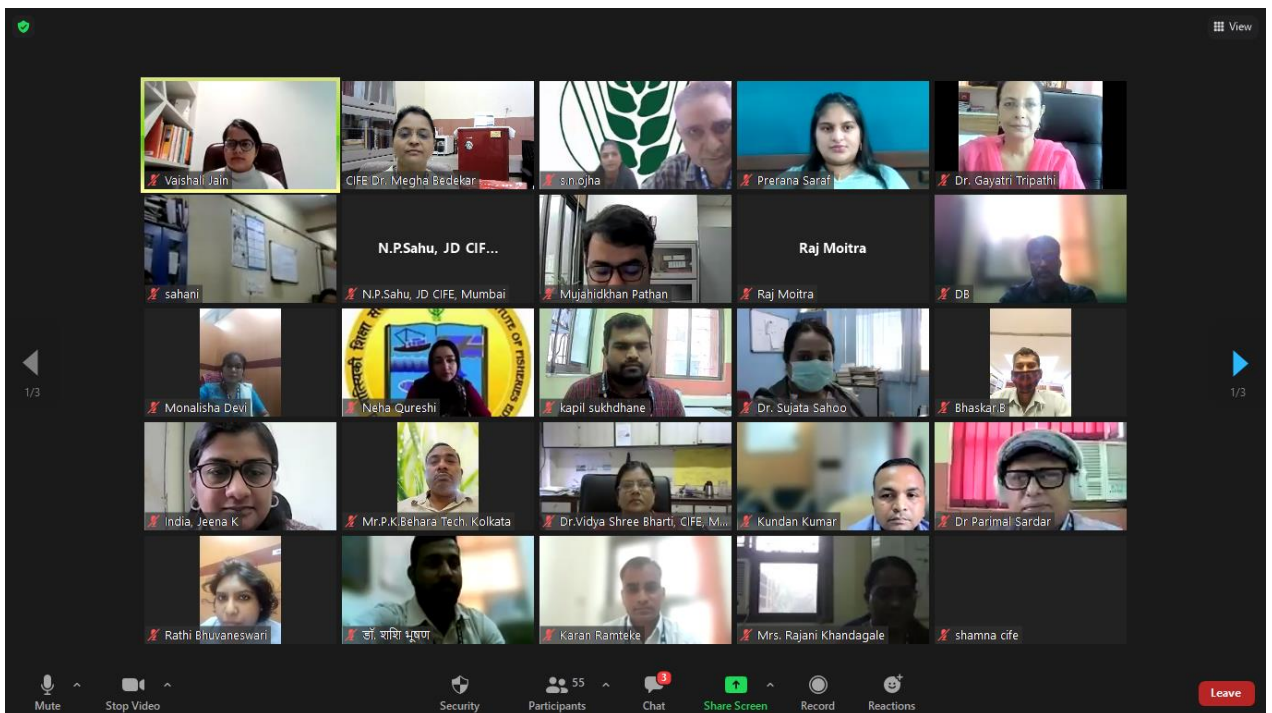 View
Vaishali Jain
CIFE Dr. Megha Bedekar
s.n.ojha
Prerana Saraf
Dr. Gayatri Tripathi
sahani
N.P.Sahu, JD CIF...
N.P.Sahu, JD CIFE, Mumbai
Mujahidkhan Pathan
Raj Moitra
Raj Moitra
DB
1/3
1/3
Monalisha Devi
Neha Qureshi
kapil sukhdhane
Dr. Sujata Sahoo
Bhaskar.B
India, Jeena K
Mr.P.K.Behara Tech. Kolkata
Dr.Vidya Shree Bharti, CIFE, M...
Kundan Kumar
Dr Parimal Sardar
Rathi Bhuvaneswari
डॉ. शशि भूषण
Karan Ramteke
Mrs. Rajani Khandagale
shamna cife
Mute
Stop Video
Security
55
Participants
3
Chat
Share Screen
Record
Reactions
Leave